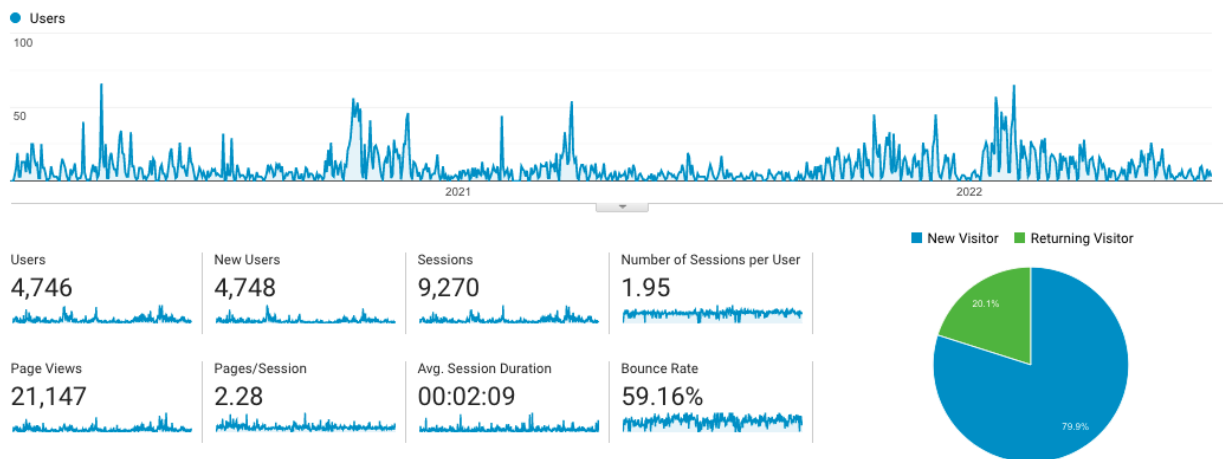 Users
100
50
2021
2022
New Visitor
Returning Visitor
Users
New Users
Sessions
Number of Sessions per User
4,746
4,748
9,270
1.95
20.1%
Page Views
Pages/Session
Avg. Session Duration
Bounce Rate
21,147
2.28
00:02:09
59.16%
79.9%